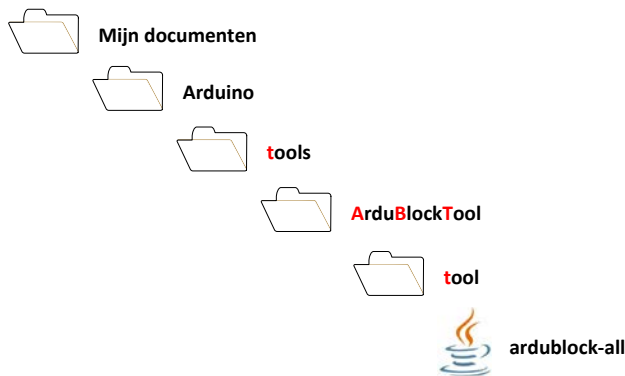 Mijn documenten
Arduino
tools
ArduBlockTool
tool
ardublock-all